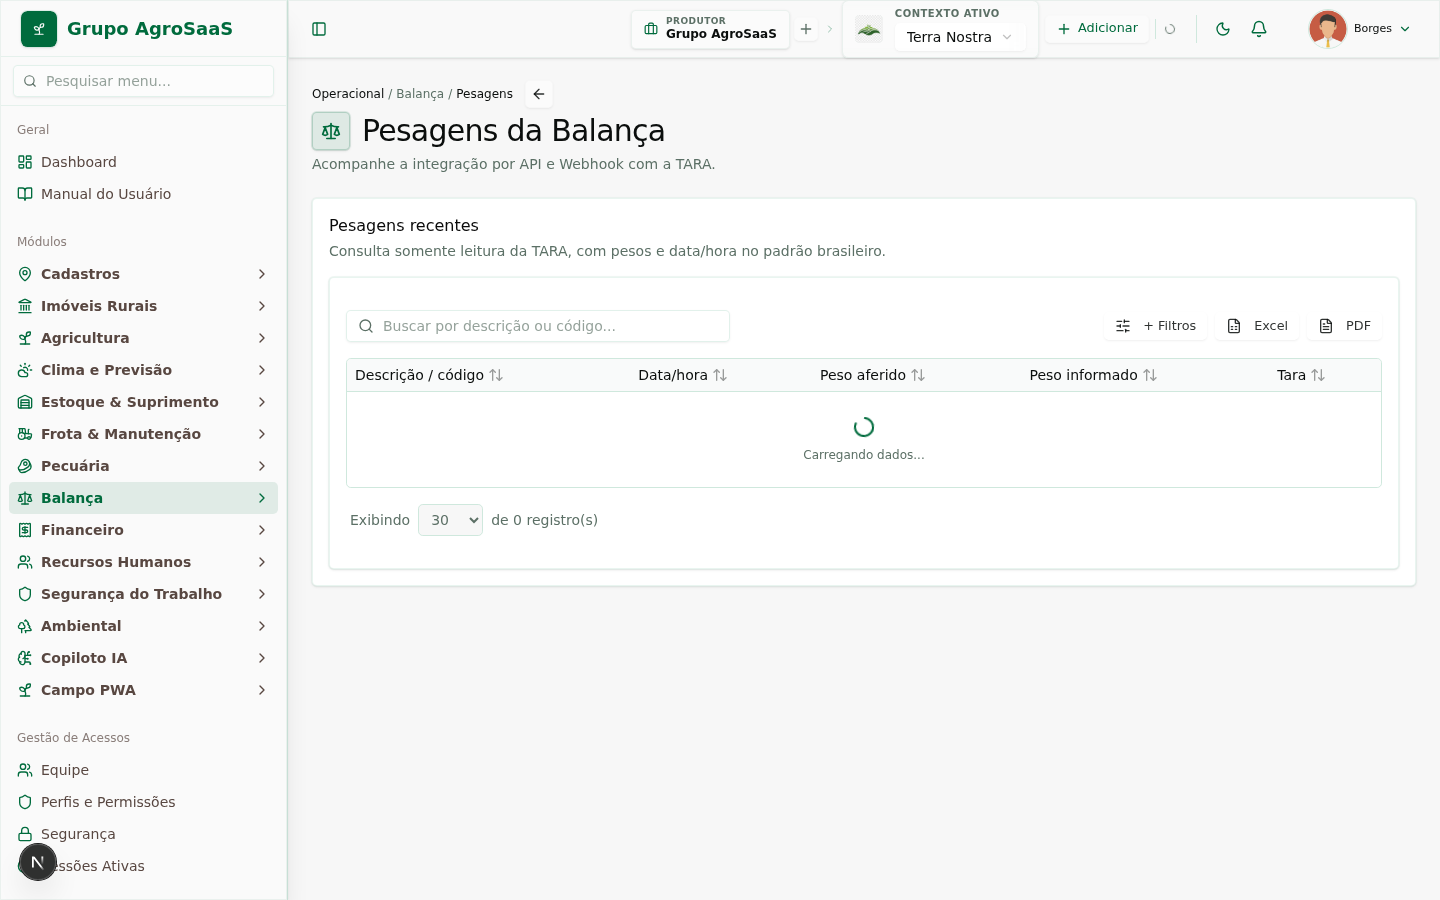 Grupo AgroSaaS
Pesquisar menu...
Geral
Dashboard
Manual do Usuário
Módulos
Cadastros
Imóveis Rurais
Agricultura
Clima e Previsão
Estoque & Suprimento
Frota & Manutenção
Pecuária
Balança
Financeiro
Recursos Humanos
Segurança do Trabalho
Ambiental
Copiloto IA
Campo PWA
Gestão de Acessos
Equipe
Perfis e Permissões
Segurança
essões Ativas
N
PRODUTOR
Grupo AgroSaaS
CONTEXTO ATIVO
Terra Nostra
Adicionar
Borges
Operacional / Balança / Pesagens
Pesagens da Balança
Acompanhe a integração por API e Webhook com a TARA.
Pesagens recentes
Consulta somente leitura da TARA, com pesos e data/hora no padrão brasileiro.
Buscar por descrição ou código...
+ Filtros
Excel
PDF
Descrição / código Data/hora Peso aferido Peso informado Tara
Carregando dados...
Exibindo 30 de 0 registro(s)